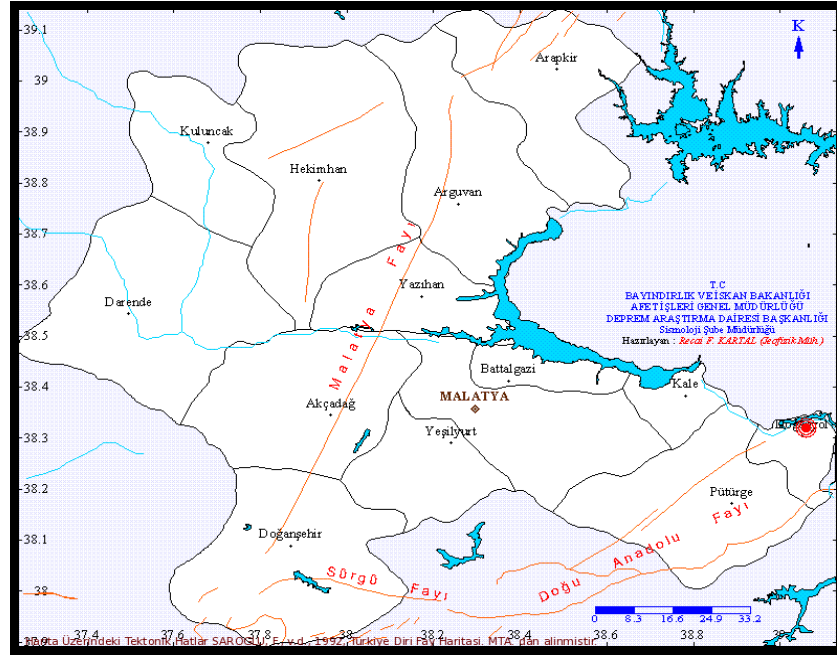 39.1
39
38.9
38.8
38.7
38.6
38.5
38.4
38.3
38.2
38.1
38
37.4
37.6
37.8
38
38.2
38.4
38.6
38.8
K
Arapkir
Kuluncak
Hekimhan
Arguvan
Darende
Yazıhan
Malatya Fayı
T.C
BAYINDIRLIK VE İSKAN BAKANLIĞI
AFET İŞLERİ GENEL MÜDÜRLÜĞÜ
DEPREM ARAŞTIRMA DAİRESİ BAŞKANLIĞI
Sismoloji Şube Müdürlüğü
Hazırlayan : Recai F. KARTAL (Jeofizik Müh.)
Battalgazi
Kale
MALATYA
Akçadağ
Yeşilyurt
Pütürge
Doğanşehir
Sürgü Fayı
Doğu Anadolu Fayı
0 8.3 16.6 24.9 33.2
Üzerindeki Tektonik Hatlar SAROGLU, F., v.d., 1992, Türkiye Diri Fay Haritasi. MTA' dan alinmistir.